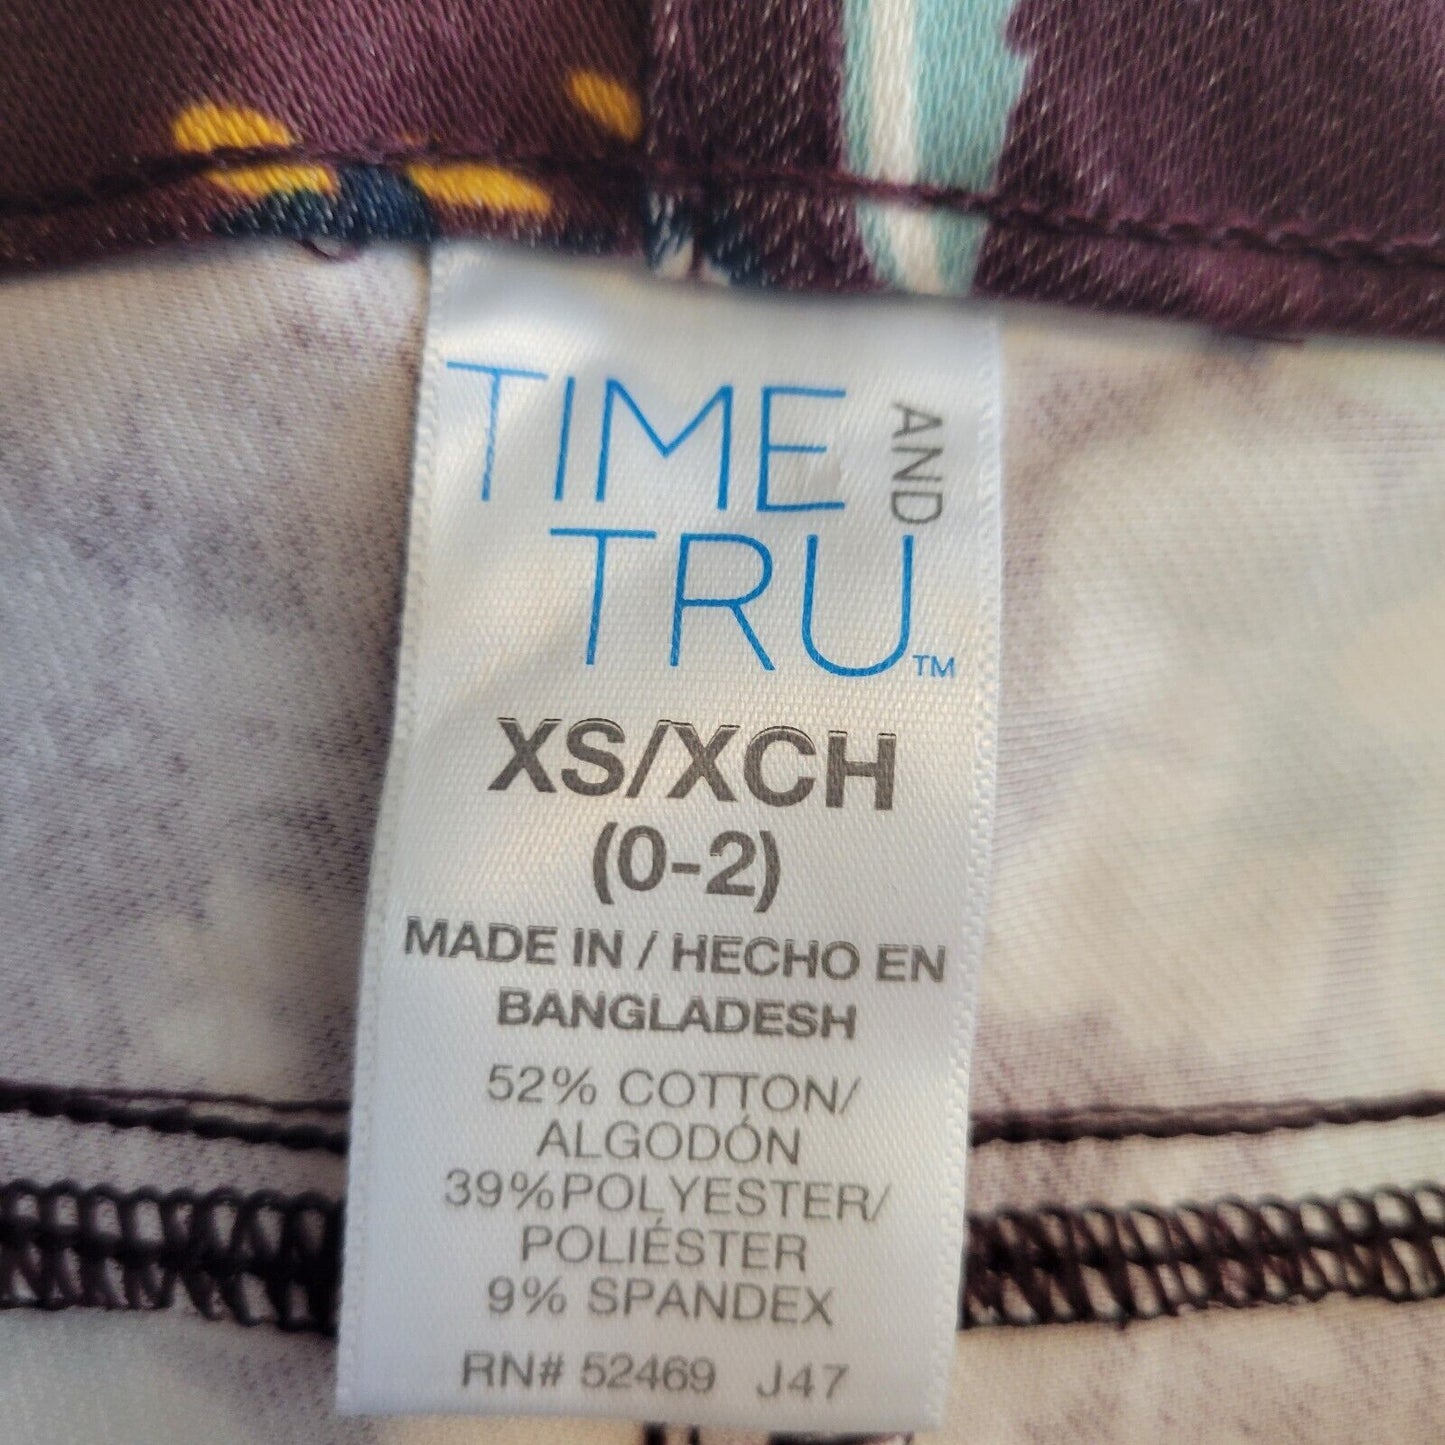 TIME AND
TRU™
XS/XCH
(0-2)
MADE IN / HECHO EN
BANGLADESH
52% COTTON/
ALGODÓN
39%POLYESTER/
POLIÉSTER
9% SPANDEX
RN# 52469 J47